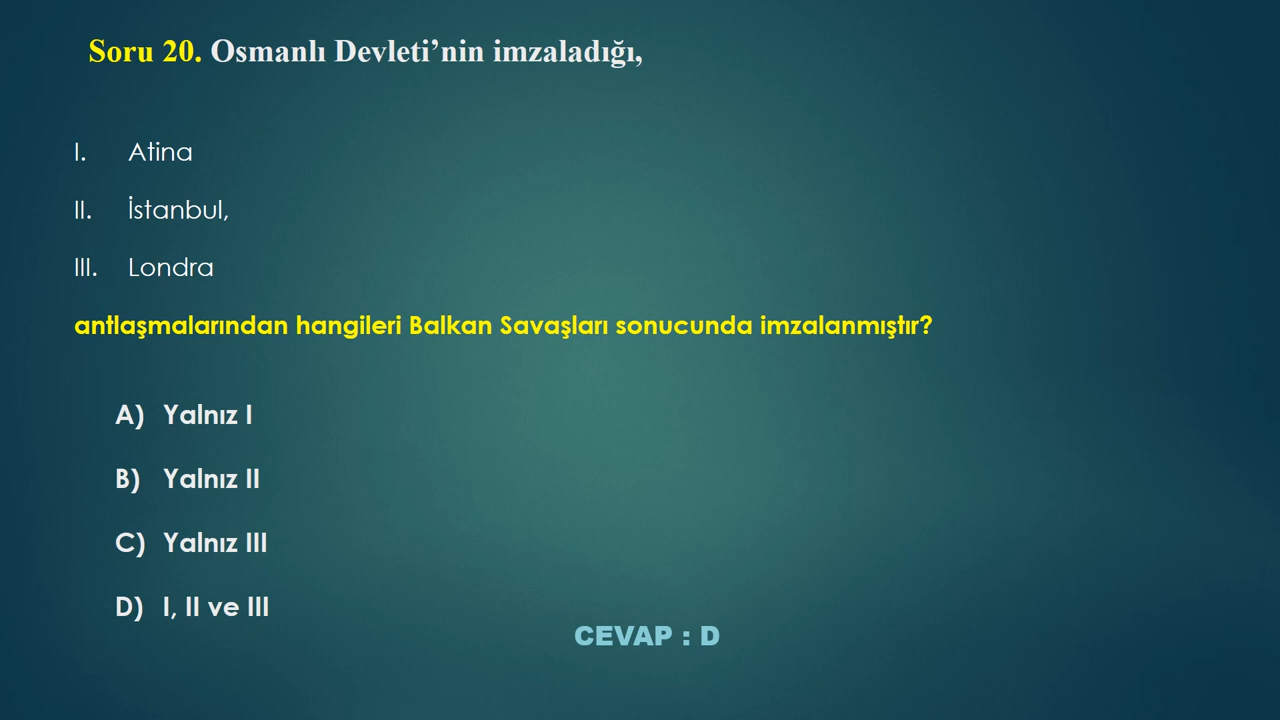 Soru 20. Osmanlı Devleti’nin imzaladığı,
I. Atina
II. İstanbul,
III. Londra
antlaşmalarından hangileri Balkan Savaşları sonucunda imzalanmıştır?
A) Yalnız I
B) Yalnız II
C) Yalnız III
D) I, II ve III
CEVAP : D